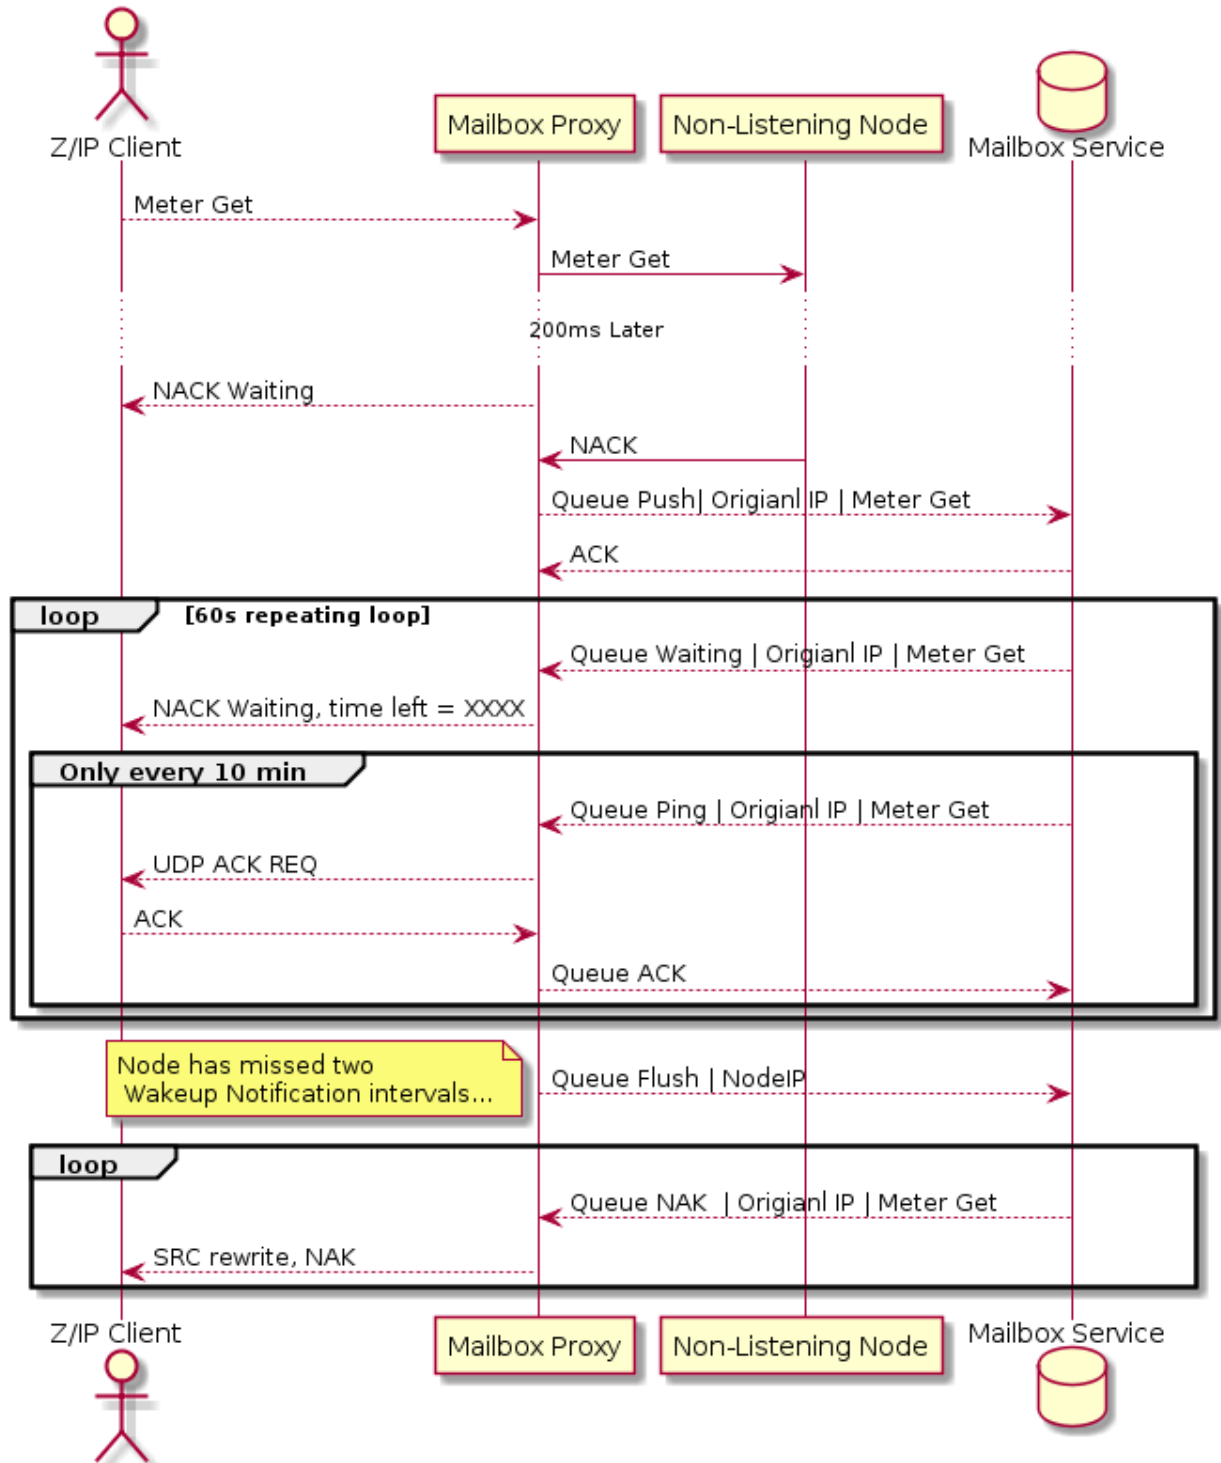 Z/IP Client
Mailbox Proxy
Non-Listening Node
Mailbox Service
Meter Get
Meter Get
200ms Later
NACK Waiting
NACK
Queue Push| Origianl IP | Meter Get
ACK
loop [60s repeating loop]
Queue Waiting | Origianl IP | Meter Get
NACK Waiting, time left = XXXX
Only every 10 min
Queue Ping | Origianl IP | Meter Get
UDP ACK REQ
ACK
Queue ACK
Node has missed two
Wakeup Notification intervals...
Queue Flush | NodeIP
loop
Queue NAK | Origianl IP | Meter Get
SRC rewrite, NAK
Z/IP Client
Mailbox Proxy
Non-Listening Node
Mailbox Service